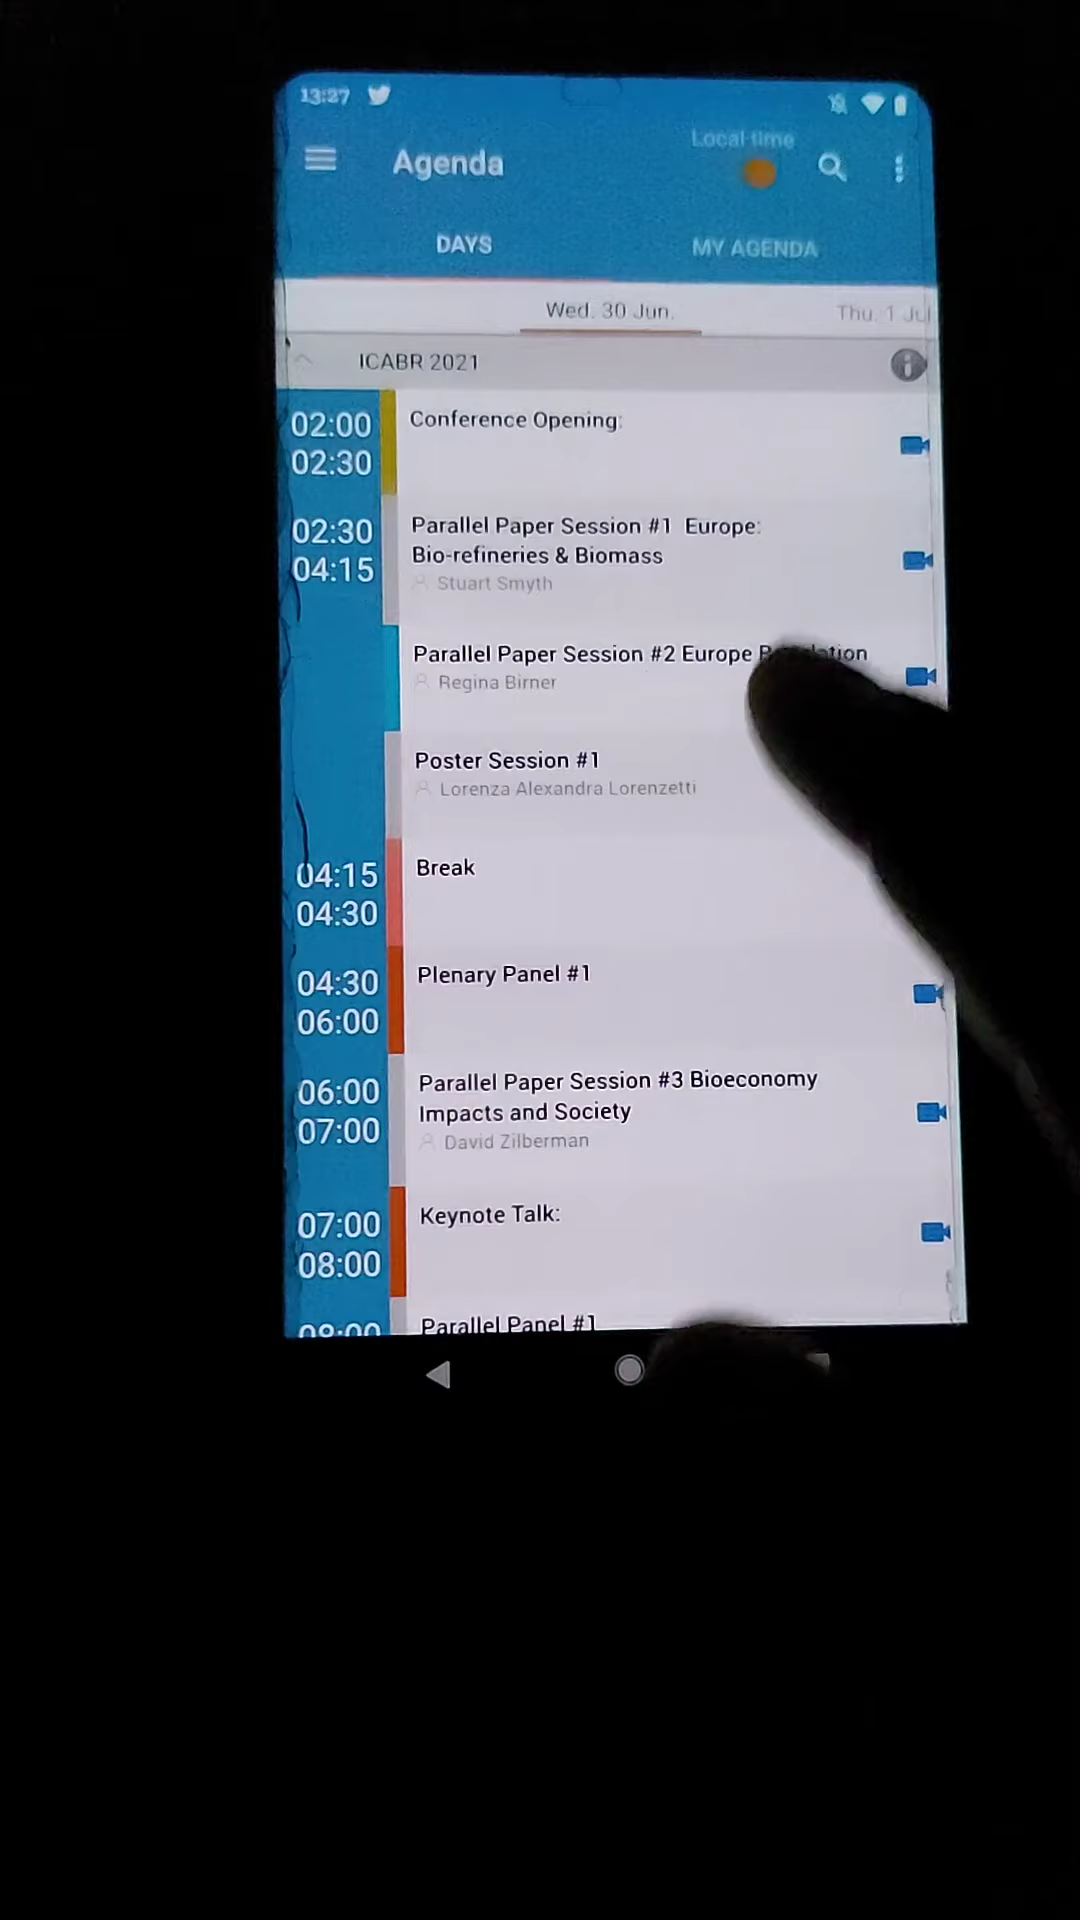 13:27
Local time
Agenda
DAYS
MY AGENDA
Wed. 30 Jun.
Thu. 1 Jul
ICABR 2021
02:00
02:30
Conference Opening:
02:30
04:15
Parallel Paper Session #1 Europe:
Bio-refineries & Biomass
Stuart Smyth
Parallel Paper Session #2 Europe
Regina Birner
Poster Session #1
Lorenza Alexandra Lorenzetti
04:15
04:30
Break
04:30
06:00
Plenary Panel #1
06:00
07:00
Parallel Paper Session #3 Bioeconomy
Impacts and Society
David Zilberman
07:00
08:00
Keynote Talk:
08:00
Parallel Panel #1